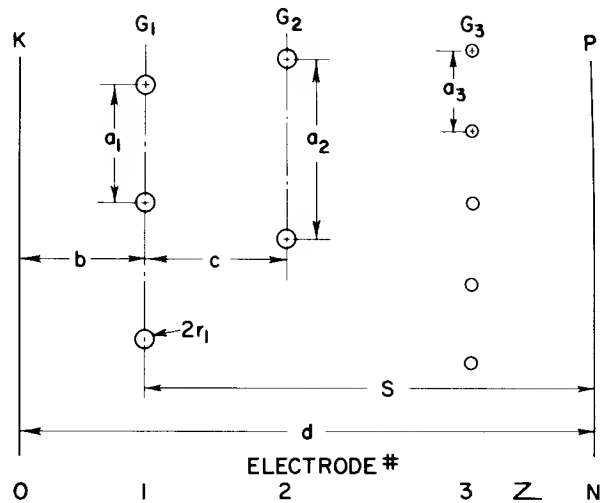 K G₁ G₂ G₃ P
a₁ a₂ a₃
b c
2r₁
S
d
ELECTRODE #
0 1 2 3 Z N